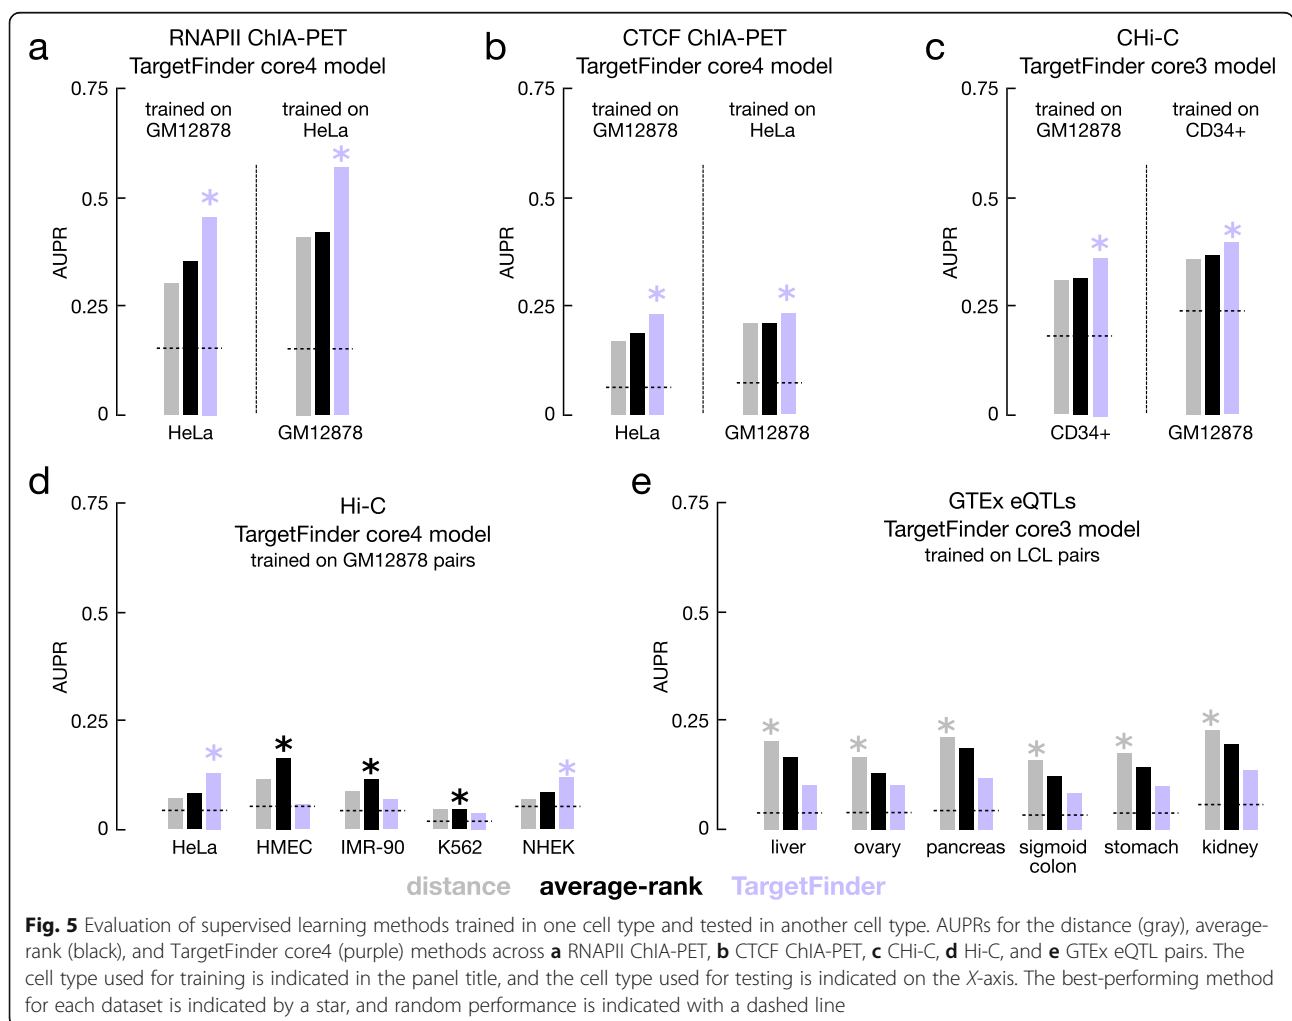 a
RNAPII ChIA-PET
TargetFinder core4 model
0.75
0.5
0.25
0
AUPR
trained on
GM12878
trained on
HeLa
*
*
HeLa
GM12878
b
CTCF ChIA-PET
TargetFinder core4 model
0.75
0.5
0.25
0
AUPR
trained on
GM12878
trained on
HeLa
*
*
HeLa
GM12878
c
CHi-C
TargetFinder core3 model
0.75
0.5
0.25
0
AUPR
trained on
GM12878
trained on
CD34+
*
*
CD34+
GM12878
d
Hi-C
TargetFinder core4 model
trained on GM12878 pairs
0.75
0.5
0.25
0
AUPR
*
*
*
*
*
HeLa
HMEC
IMR-90
K562
NHEK
e
GTEx eQTLs
TargetFinder core3 model
trained on LCL pairs
0.75
0.5
0.25
0
AUPR
*
*
*
*
*
*
liver
ovary
pancreas
sigmoid
colon
stomach
kidney
distance average-rank TargetFinder
Fig. 5 Evaluation of supervised learning methods trained in one cell type and tested in another cell type. AUPRs for the distance (gray), average-
rank (black), and TargetFinder core4 (purple) methods across a RNAPII ChIA-PET, b CTCF ChIA-PET, c CHi-C, d Hi-C, and e GTEx eQTL pairs. The
cell type used for training is indicated in the panel title, and the cell type used for testing is indicated on the X-axis. The best-performing method
for each dataset is indicated by a star, and random performance is indicated with a dashed line